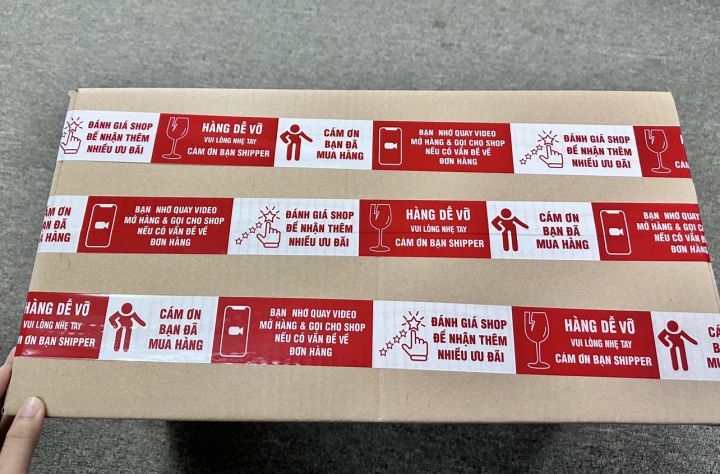 ĐÁNH GIÁ SHOP
ĐỂ NHẬN THÊM
NHIỀU ƯU ĐÃI
HÀNG DỄ VỠ
VUI LÒNG NHẸ TAY
CÁM ƠN BẠN SHIPPER
CÁM ƠN
BẠN ĐÃ
MUA HÀNG
BẠN NHỚ QUAY VIDEO
MỞ HÀNG & GỌI CHO SHOP
NẾU CÓ VẤN ĐỀ VỀ
ĐƠN HÀNG
ĐÁNH GIÁ SHOP
ĐỂ NHẬN THÊM
NHIỀU ƯU ĐÃI
ÁM ƠN
BẠN ĐÃ
A HÀNG
BẠN NHỚ QUAY VIDEO
MỞ HÀNG & GỌI CHO SHOP
NẾU CÓ VẤN ĐỀ VỀ
ĐƠN HÀNG
ĐÁNH GIÁ SHOP
ĐỂ NHẬN THÊM
NHIỀU ƯU ĐÃI
HÀNG DỄ VỠ
VUI LÒNG NHẸ TAY
CÁM ƠN BẠN SHIPPER
CÁM ƠN
BẠN ĐÃ
MUA HÀNG
BẠN NHỚ QUAY
MỞ HÀNG & GỌI C
NẾU CÓ VẤN ĐỀ
ĐƠN HÀNG
HÀNG DỄ VỠ
VUI LÒNG NHẸ TAY
ÁM ƠN BẠN SHIPPER
CÁM ƠN
BẠN ĐÃ
MUA HÀNG
BẠN NHỚ QUAY VIDEO
MỞ HÀNG & GỌI CHO SHOP
NẾU CÓ VẤN ĐỀ VỀ
ĐƠN HÀNG
ĐÁNH GIÁ SHOP
ĐỂ NHẬN THÊM
NHIỀU ƯU ĐÃI
HÀNG DỄ VỠ
VUI LÒNG NHẸ TAY
CÁM ƠN BẠN SHIPPER
CÁ
B
MU